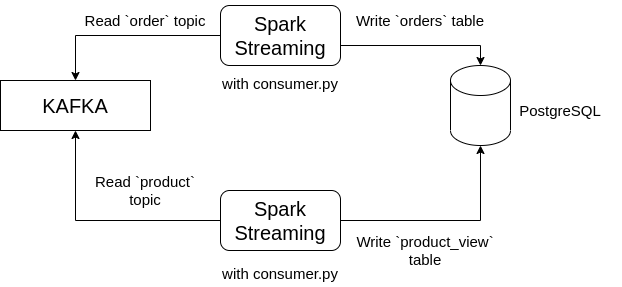 Read `order` topic
Spark
Streaming
Write `orders` table
with consumer.py
KAFKA
PostgreSQL
Read `product`
topic
Spark
Streaming
Write `product_view`
table
with consumer.py